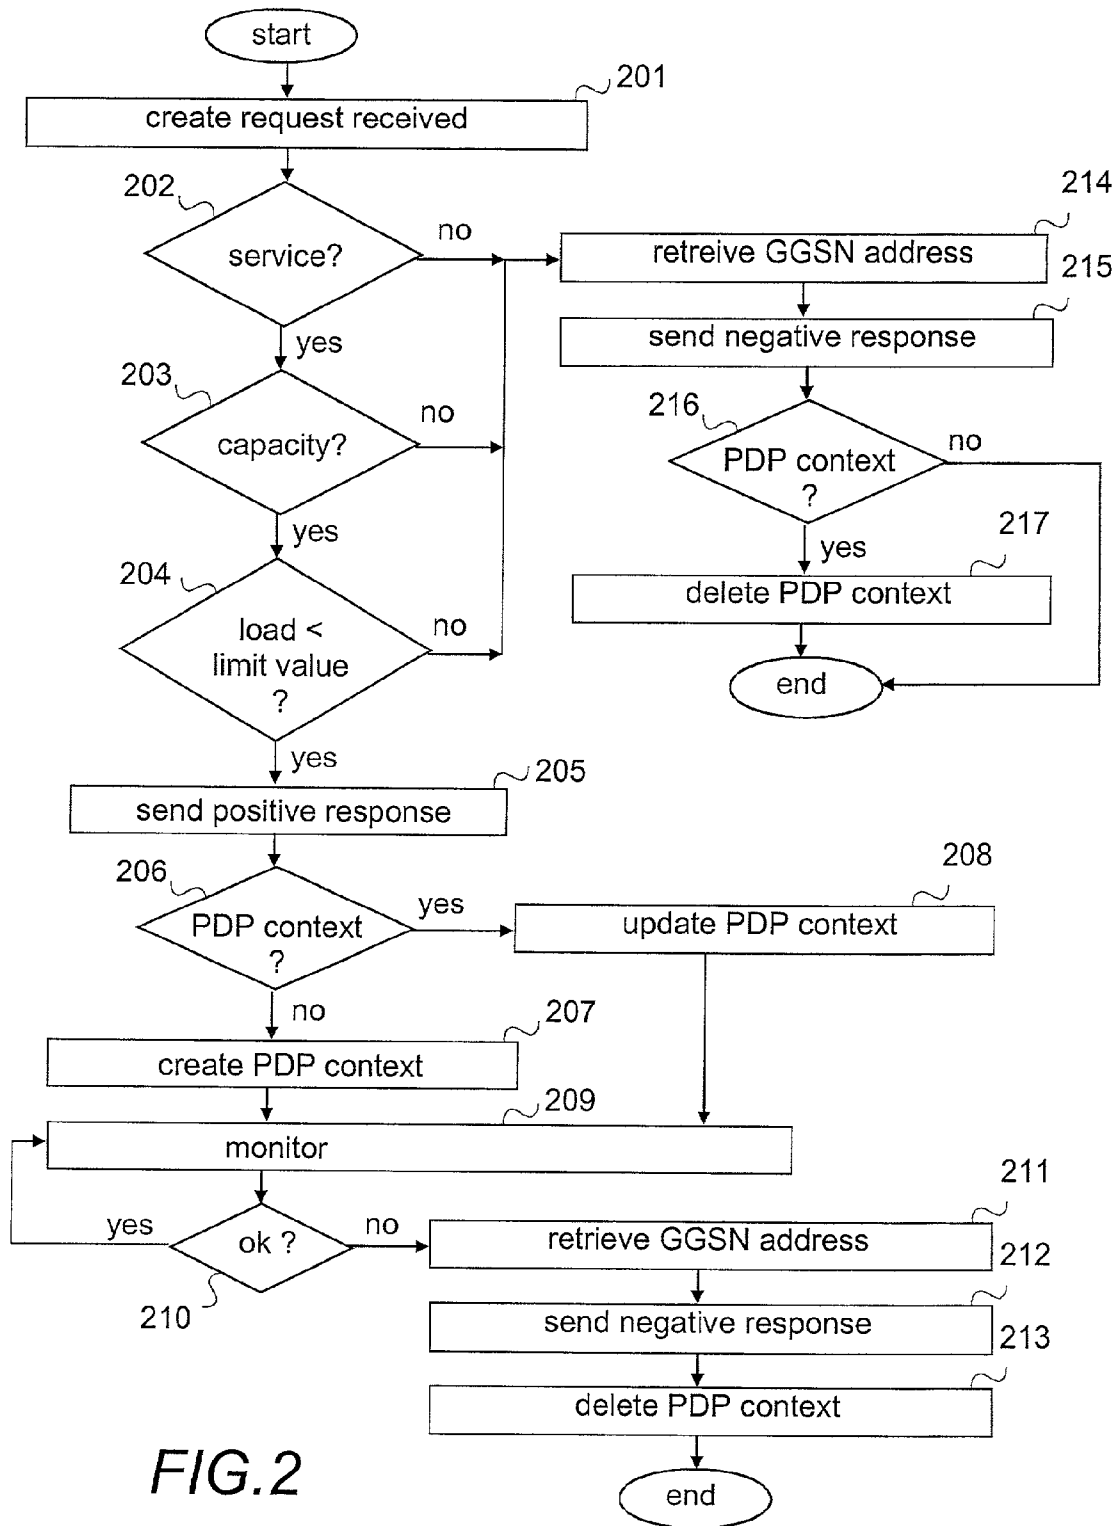 start
201
create request received
202
service?
no
yes
214
retreive GGSN address
215
send negative response
203
capacity?
no
yes
216
PDP context
?
no
yes
217
delete PDP context
end
204
load <
limit value
?
no
yes
205
send positive response
206
PDP context
?
yes
no
208
update PDP context
207
create PDP context
209
monitor
yes
ok ?
no
210
211
retrieve GGSN address
212
send negative response
213
delete PDP context
end
FIG.2